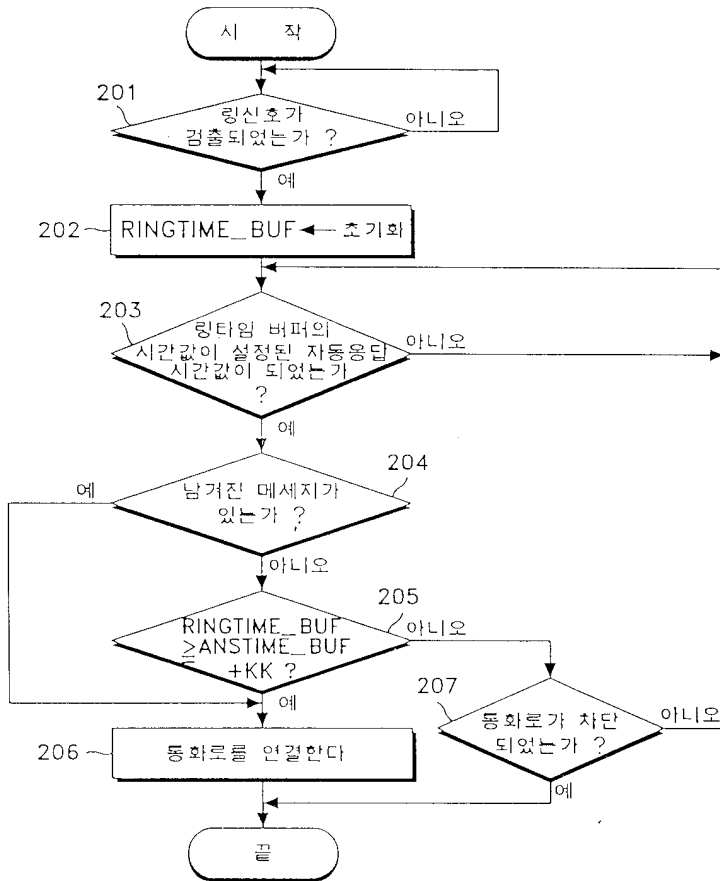 시 작
201
링신호가
검출되었는가 ?
아니오
예
202
RINGTIME_BUF ← 초기화
203
링타임 버퍼의
시간값이 설정된 자동응답
시간값이 되었는가
?
아니오
예
204
남겨진 메세지가
있는가 ?
예
아니오
205
RINGTIME_BUF
≥ANSTIME_BUF
+KK ?
아니오
예
207
통화로가 차단
되었는가 ?
아니오
예
206
통화로를 연결한다
끝